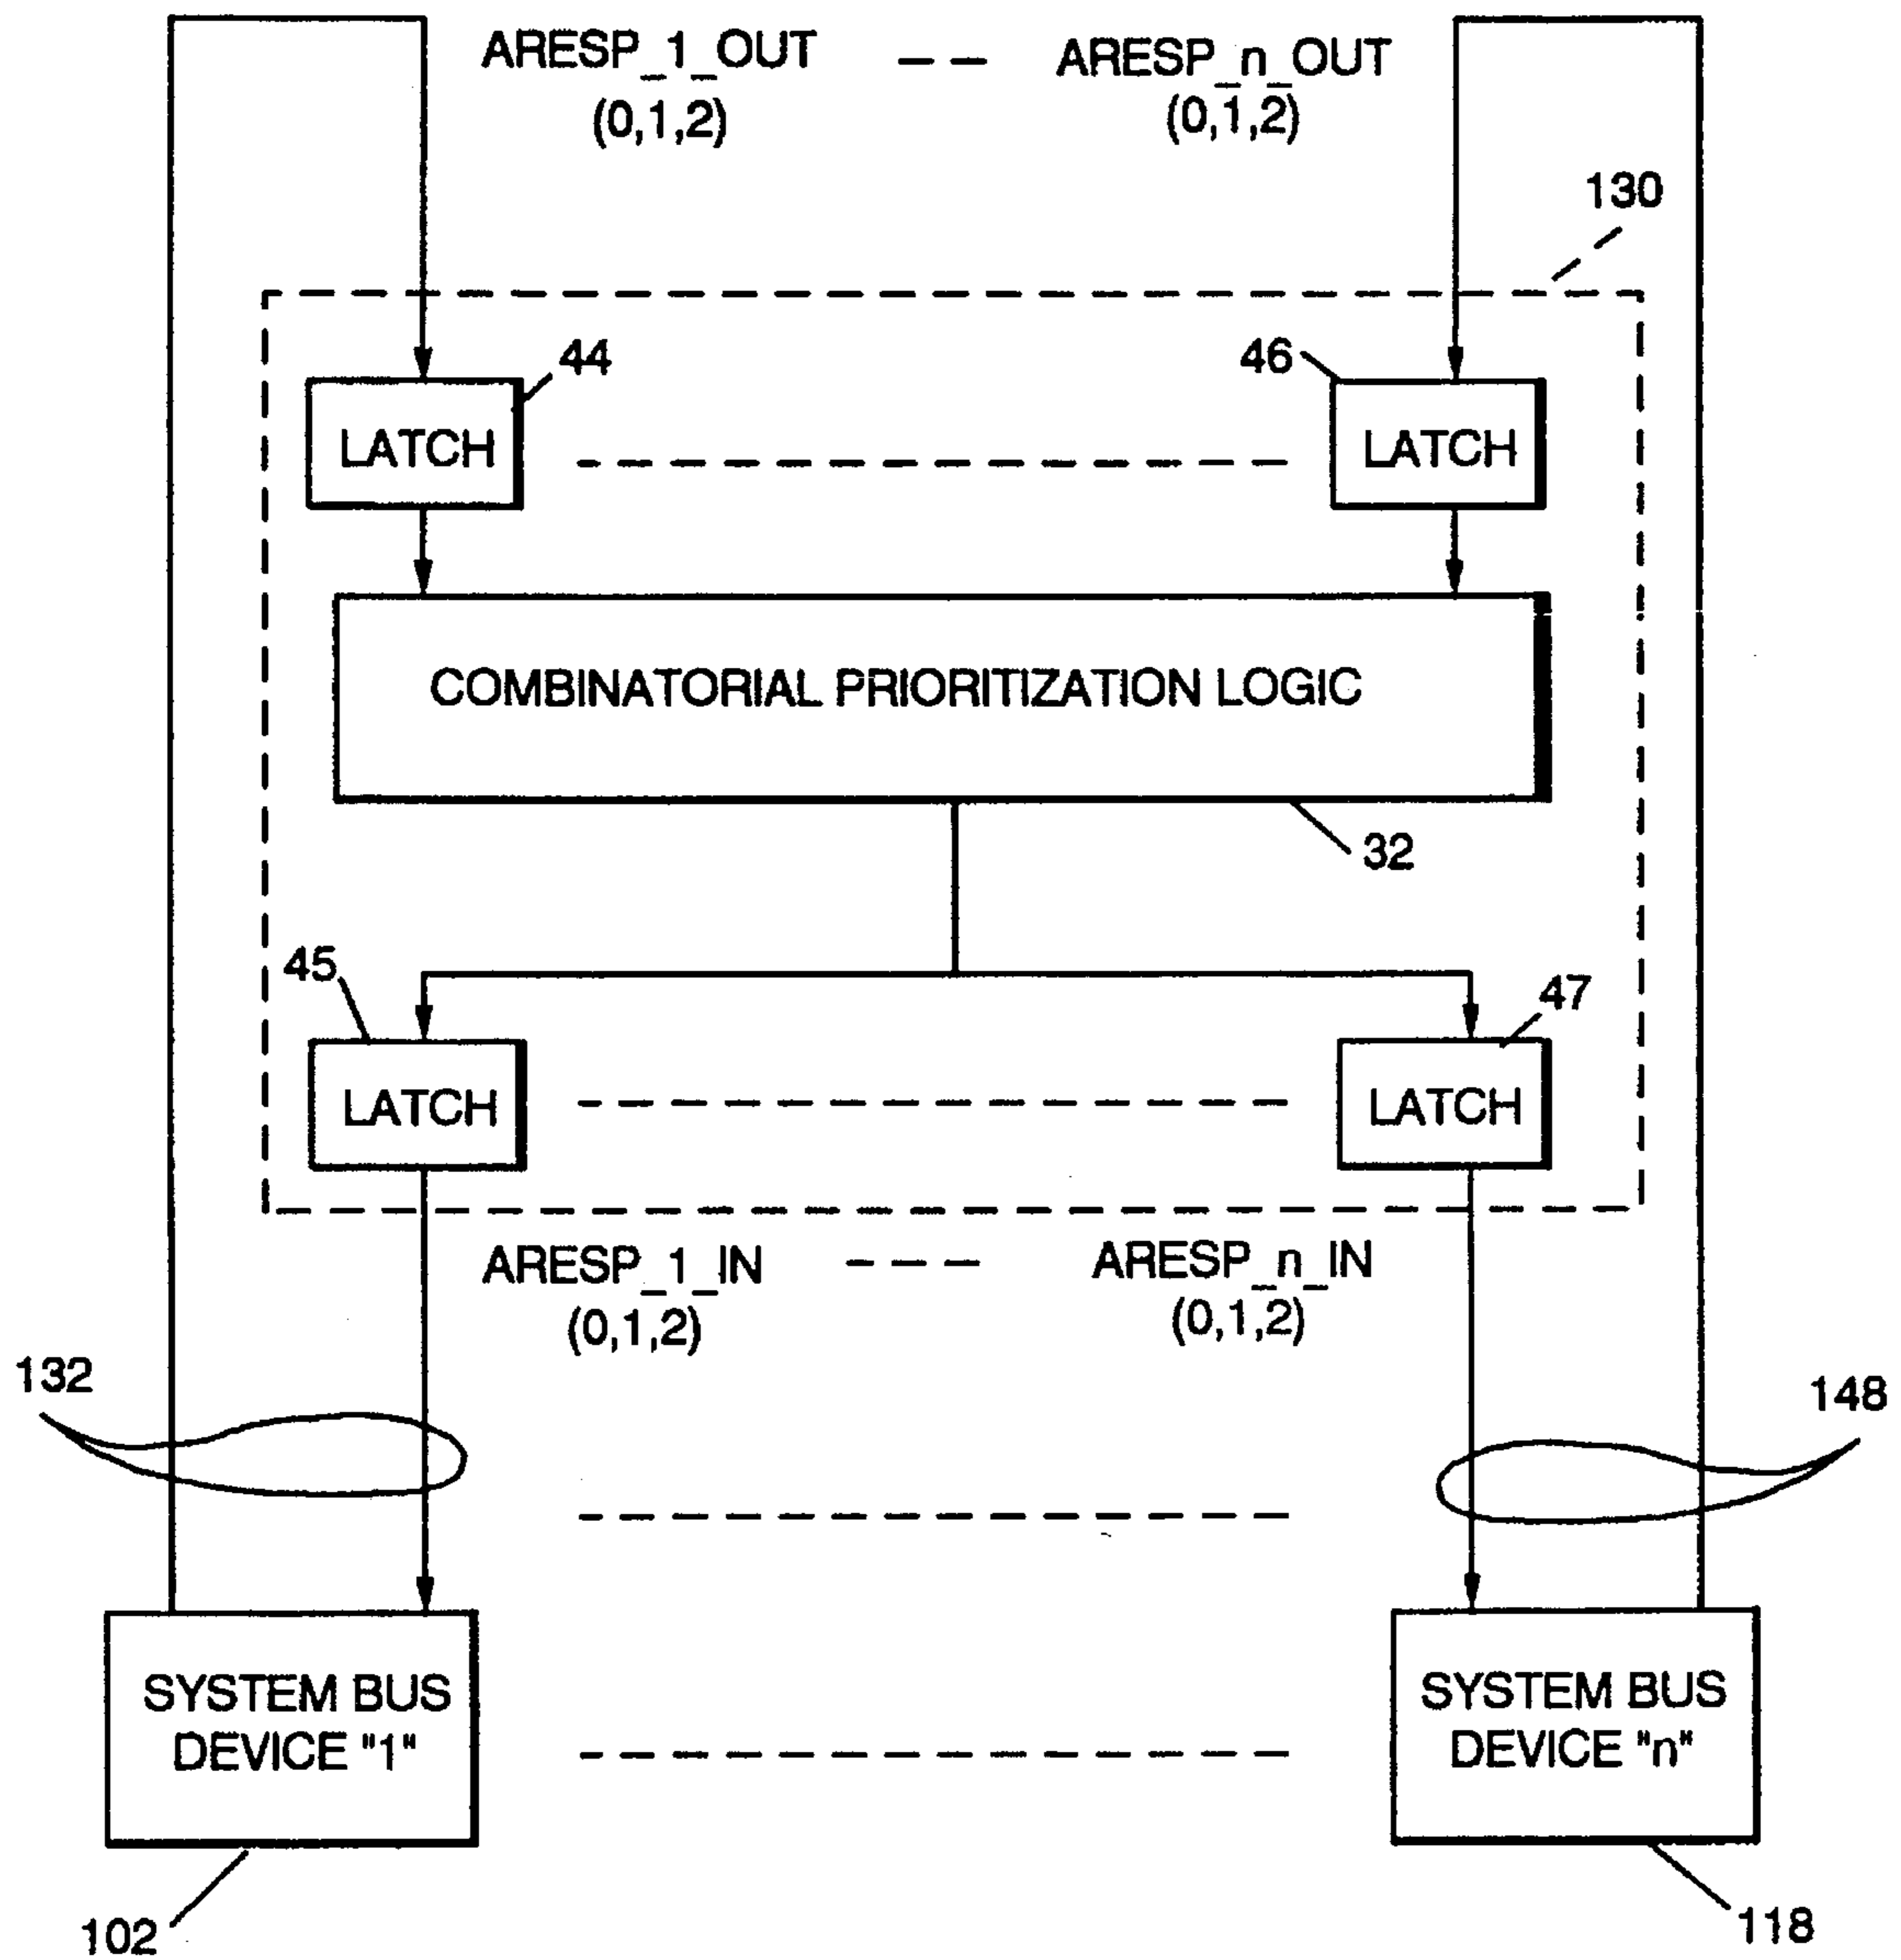 ARESP_1_OUT — — ARESP_n_OUT
(0,1,2) (0,1,2)
130
44 46
LATCH LATCH
COMBINATORIAL PRIORITIZATION LOGIC
32
45 47
LATCH LATCH
ARESP_1_IN — — — ARESP_n_IN
(0,1,2) (0,1,2)
132 148
SYSTEM BUS SYSTEM BUS
DEVICE "1" DEVICE "n"
102 118